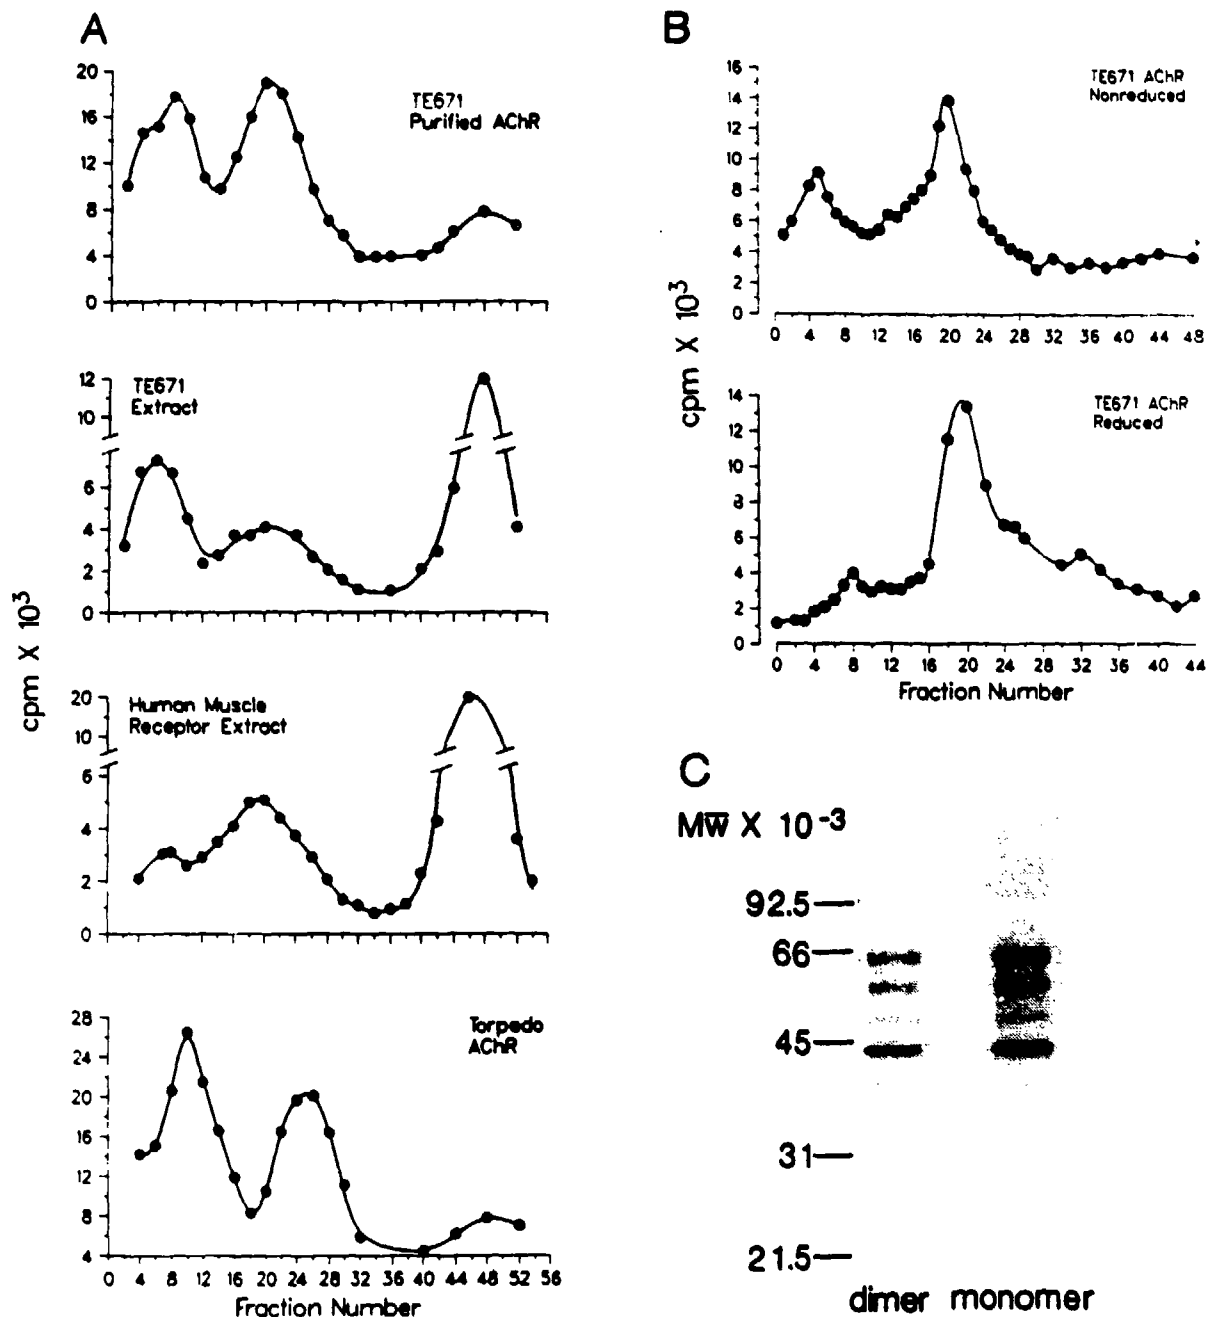 A
cpm X 10³
TE671
Purified AChR
20
16
12
8
4
0
TE671
Extract
12
10
6
4
2
0
Human Muscle
Receptor Extract
20
10
6
4
2
0
Torpedo
AChR
28
24
20
16
12
8
4
0 4 8 12 16 20 24 28 32 36 40 44 48 52 56
Fraction Number
B
cpm X 10³
TE671 AChR
Nonreduced
16
14
12
10
8
6
4
2
0
0 4 8 12 16 20 24 28 32 36 40 44 48
TE671 AChR
Reduced
14
12
10
8
6
4
2
0
0 4 8 12 16 20 24 28 32 36 40 44
Fraction Number
C
MW X 10⁻³
92.5
66
45
31
21.5
dimer monomer